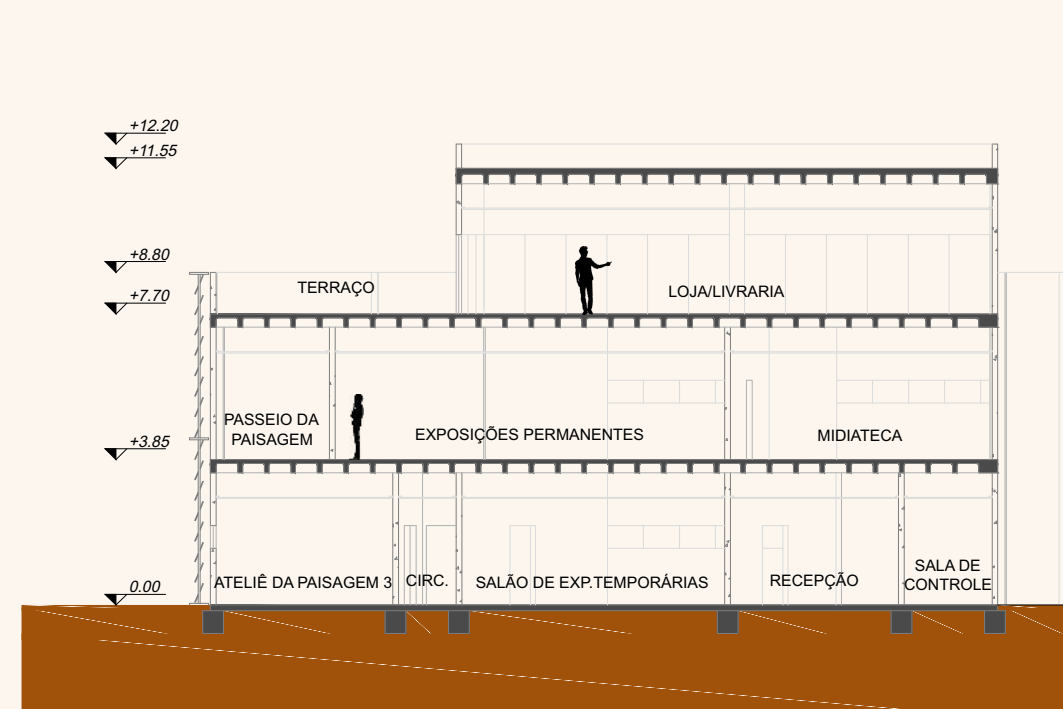 +12.20
+11.55
+8.80
TERRAÇO
LOJA/LIVRARIA
+7.70
PASSEIO DA
PAISAGEM
EXPOSIÇÕES PERMANENTES
MIDIATECA
+3.85
ATELIÊ DA PAISAGEM 3
CIRC.
SALÃO DE EXP.TEMPORÁRIAS
RECEPÇÃO
SALA DE
CONTROLE
0.00